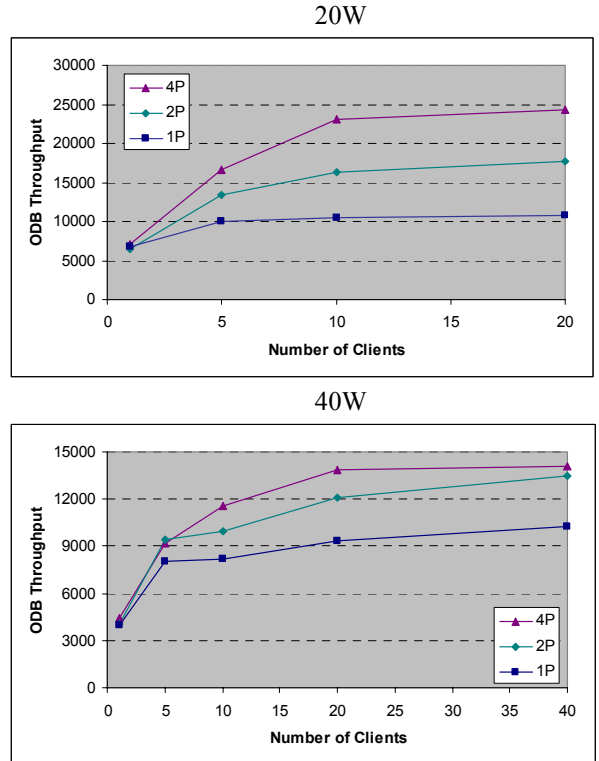 20W
30000
25000
20000
15000
10000
5000
0
4P
2P
1P
ODB Throughput
0 5 10 15 20
Number of Clients
40W
15000
12000
9000
6000
3000
0
4P
2P
1P
ODB Throughput
0 5 10 15 20 25 30 35 40
Number of Clients